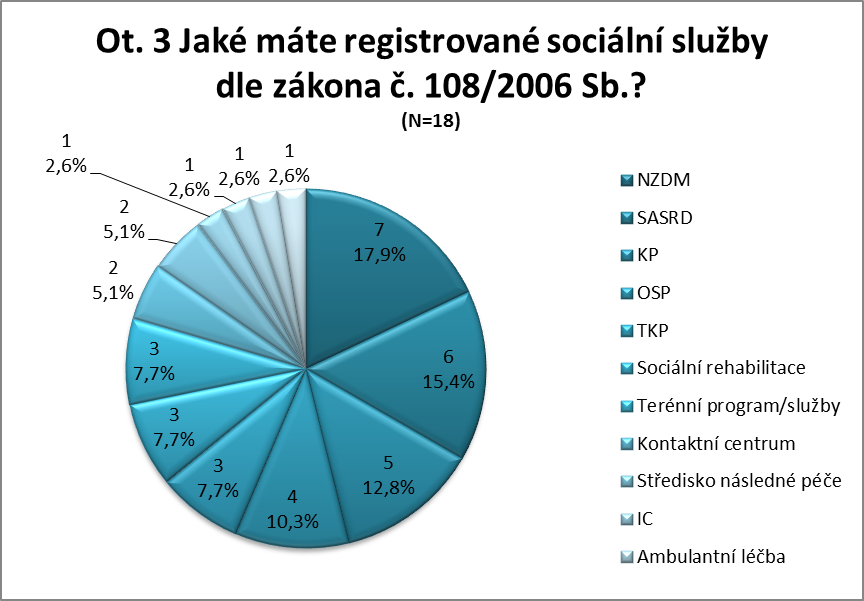 Ot. 3 Jaké máte registrované sociální služby
dle zákona č. 108/2006 Sb.?
(N=18)
7
17,9%
6
15,4%
5
12,8%
4
10,3%
3
7,7%
3
7,7%
3
7,7%
2
5,1%
2
5,1%
1
2,6%
1
2,6%
1
2,6%
1
2,6%
NZDM
SASRD
KP
OSP
TKP
Sociální rehabilitace
Terénní program/služby
Kontaktní centrum
Středisko následné péče
IC
Ambulantní léčba